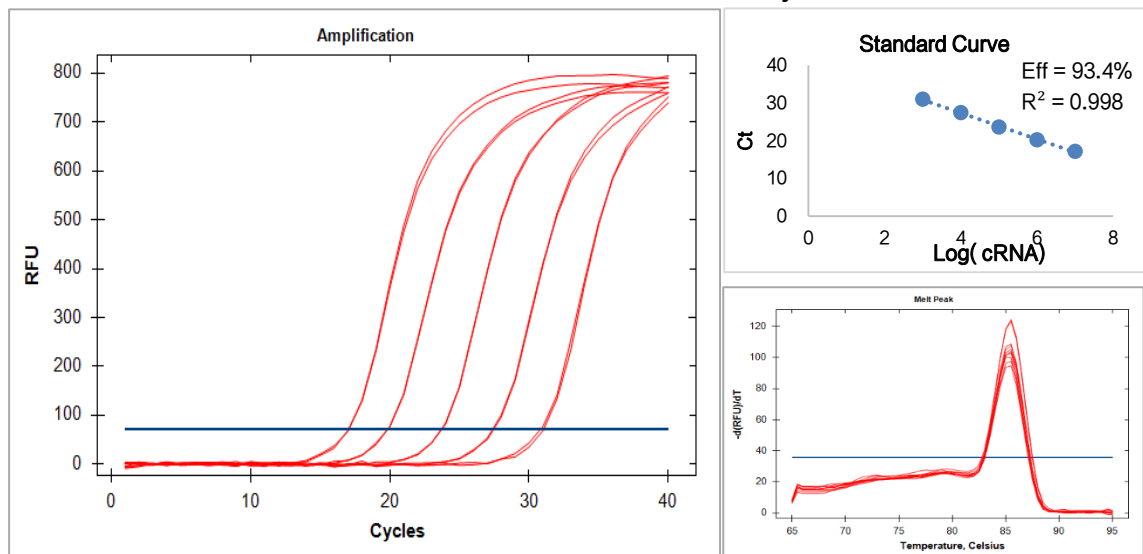 Amplification
800
700
600
500
400
300
200
100
0
RFU
0 10 20 30 40
Cycles
Standard Curve
Eff = 93.4%
R² = 0.998
40
30
20
10
0
Ct
0 2 4 6 8
Log( cRNA)
Melt Peak
120
100
80
60
40
20
0
-d(RFU)/dT
65 70 75 80 85 90 95
Temperature, Celsius